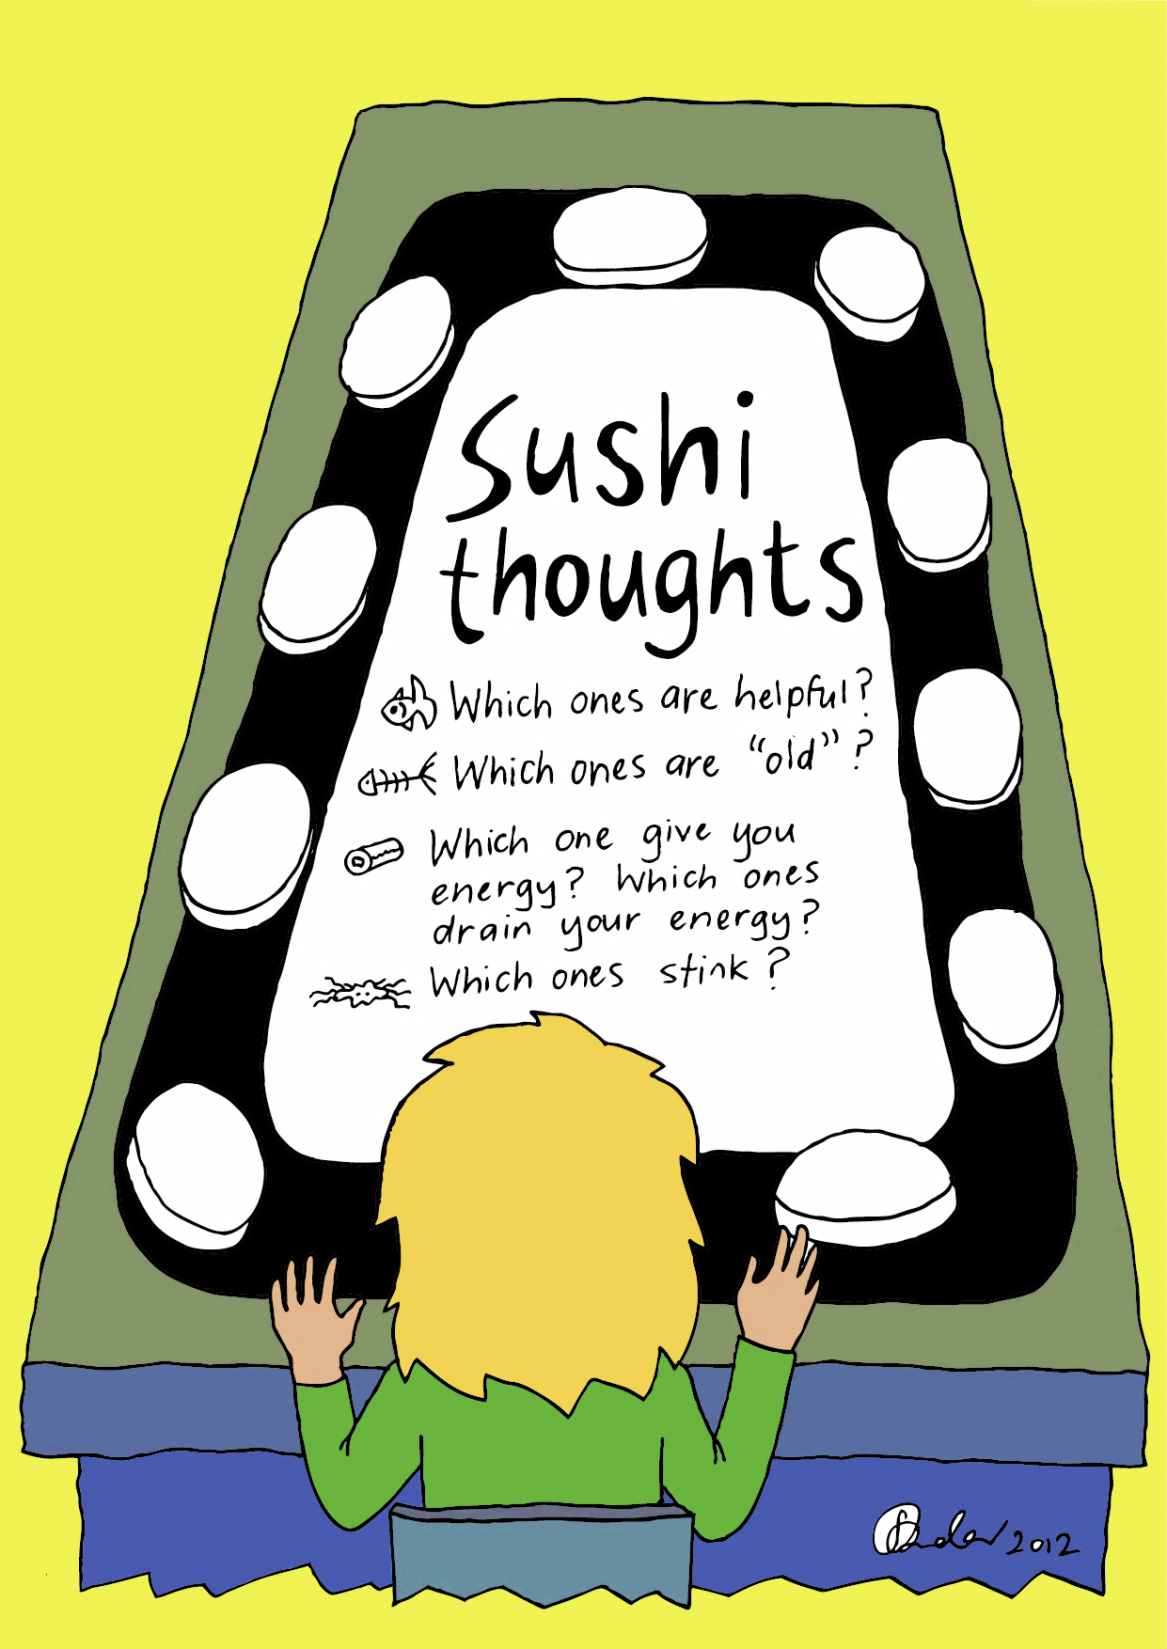 Sushi
thoughts
Which ones are helpful?
Which ones are "old"?
Which one give you
energy? Which ones
drain your energy?
Which ones stink?
2012